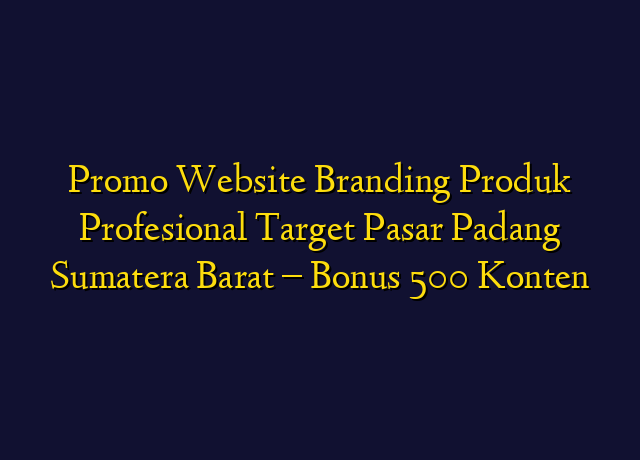 Promo Website Branding Produk
Profesional Target Pasar Padang
Sumatera Barat – Bonus 500 Konten